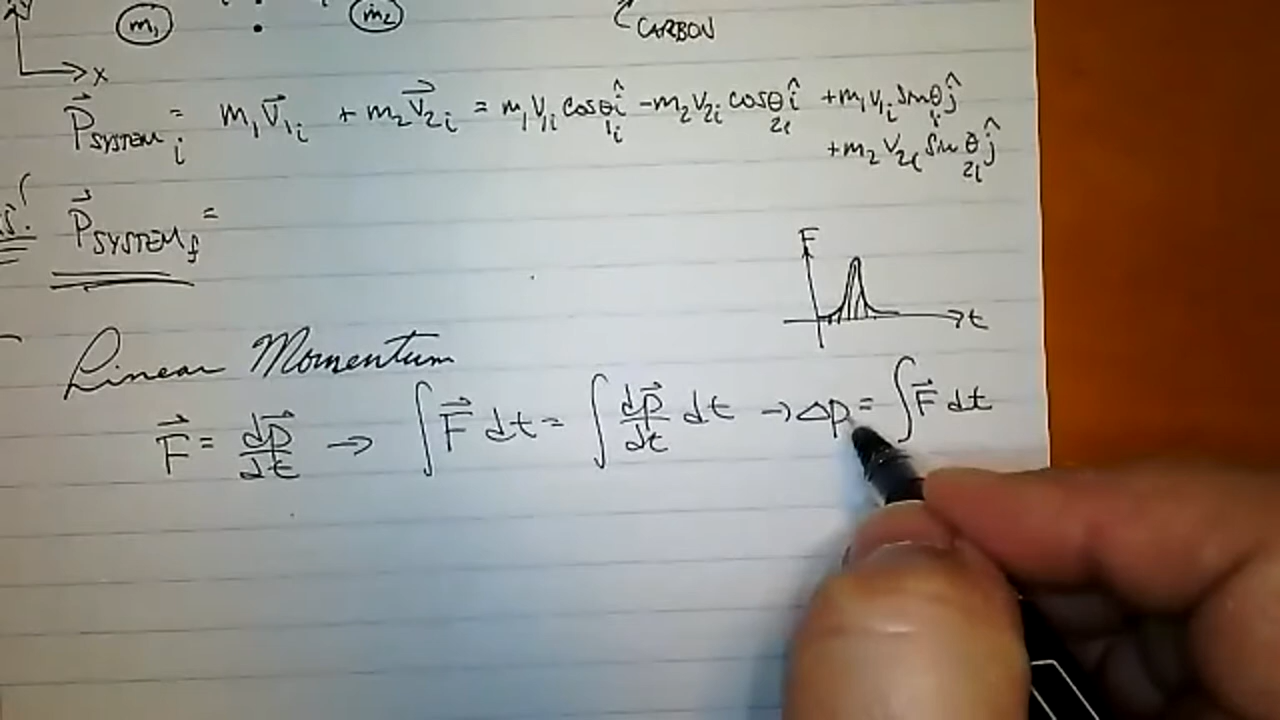 y
m₁ m₂ CARBON
x
P⃗SYSTEMᵢ = m₁v⃗₁ᵢ + m₂v⃗₂ᵢ = m₁v₁ᵢ cosθ₁ᵢ î − m₂v₂ᵢ cosθ₂ᵢ î + m₁v₁ᵢ sinθ₁ᵢ ĵ
+ m₂v₂ᵢ sinθ₂ᵢ ĵ
P⃗SYSTEM_f =
F
t
Linear Momentum
F⃗ = dp⃗/dt → ∫F⃗ dt = ∫ dp⃗/dt dt → Δp = ∫F⃗ dt